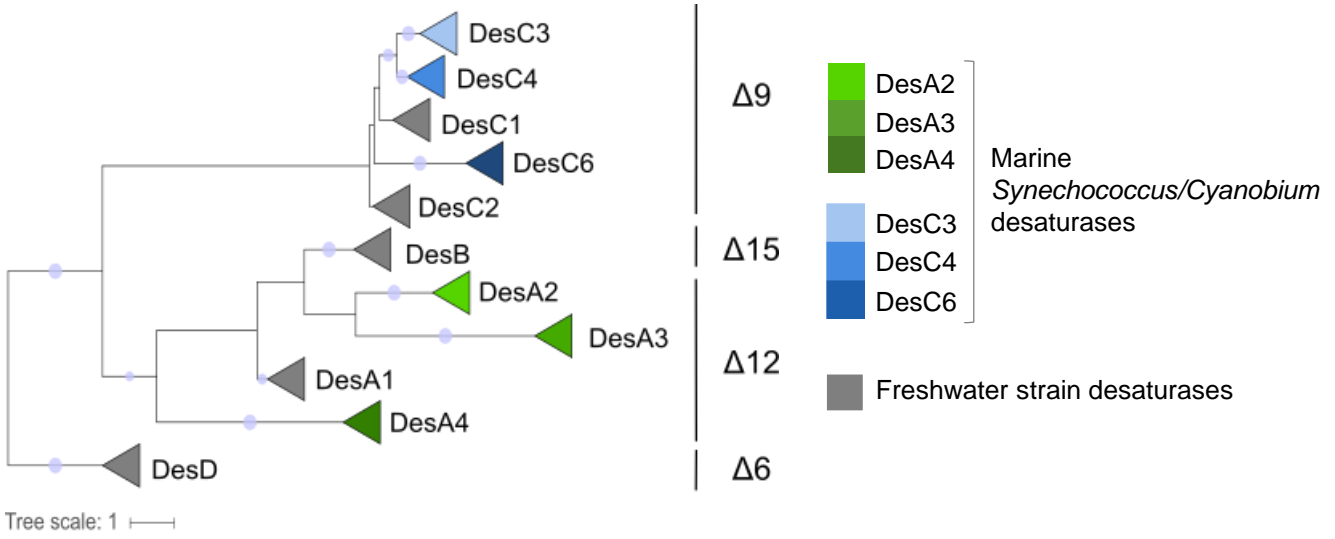 DesC3
DesC4
DesC1
DesC6
DesC2
DesB
DesA2
DesA3
DesA1
DesA4
DesD
Tree scale: 1
Δ9
Δ15
Δ12
Δ6
DesA2
DesA3
DesA4
DesC3
DesC4
DesC6
Marine
Synechococcus/Cyanobium
desaturases
Freshwater strain desaturases